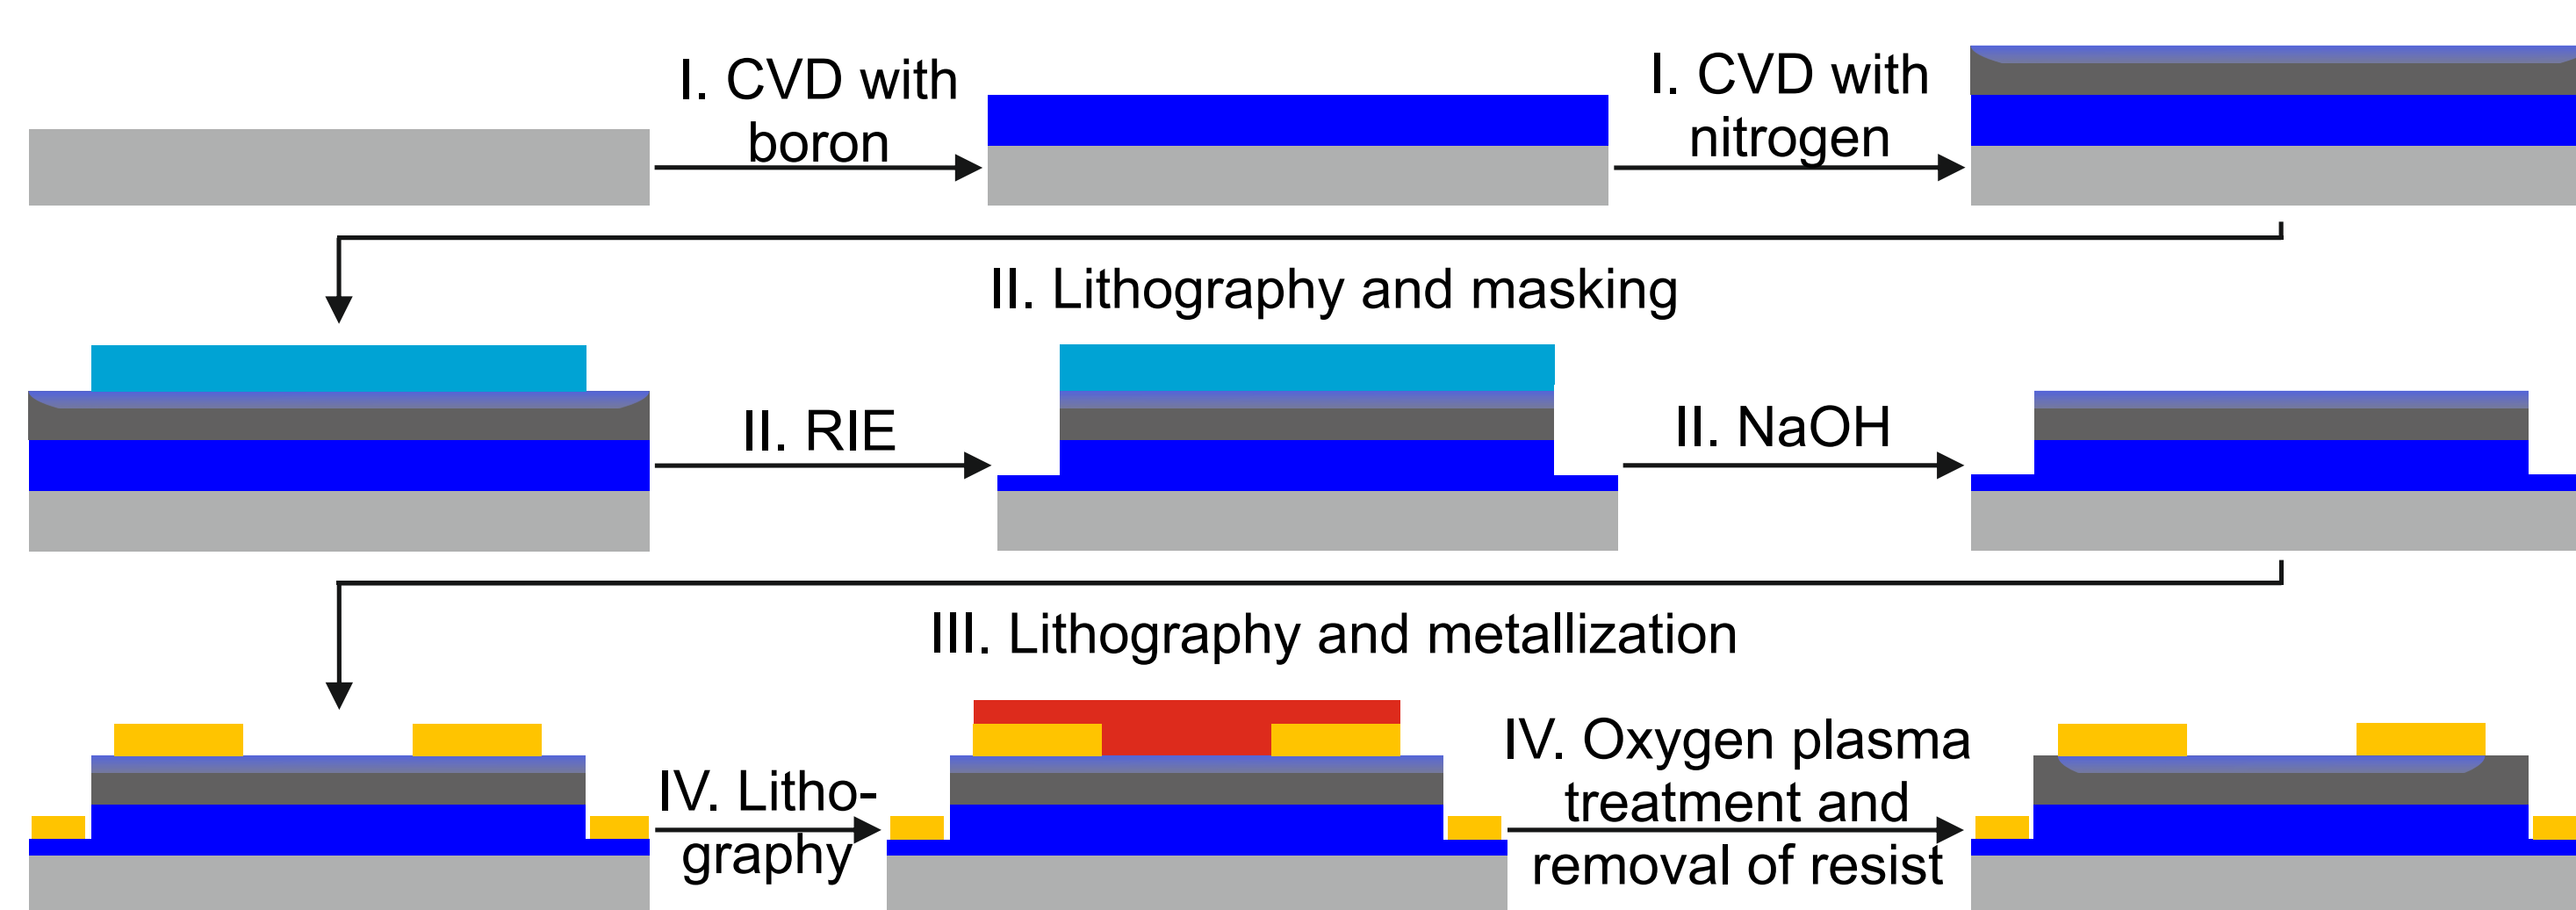 I. CVD with
boron
I. CVD with
nitrogen
II. Lithography and masking
II. RIE
II. NaOH
III. Lithography and metallization
IV. Litho-
graphy
IV. Oxygen plasma
treatment and
removal of resist